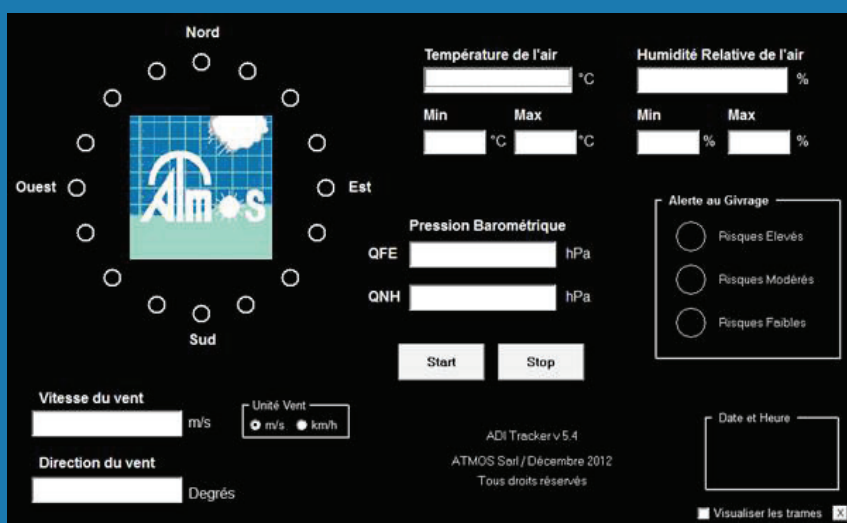 Nord
Ouest
Est
Sud
ATmos
Température de l'air
°C
Min
Max
°C
°C
Humidité Relative de l'air
%
Min
Max
%
%
Pression Barométrique
QFE
hPa
QNH
hPa
Alerte au Givrage
Risques Elevés
Risques Modérés
Risques Faibles
Start
Stop
Vitesse du vent
m/s
Unité Vent
m/s km/h
Direction du vent
Degrés
ADI Tracker v 5.4
ATMOS Sarl / Décembre 2012
Tous droits réservés
Date et Heure
Visualiser les trames
X